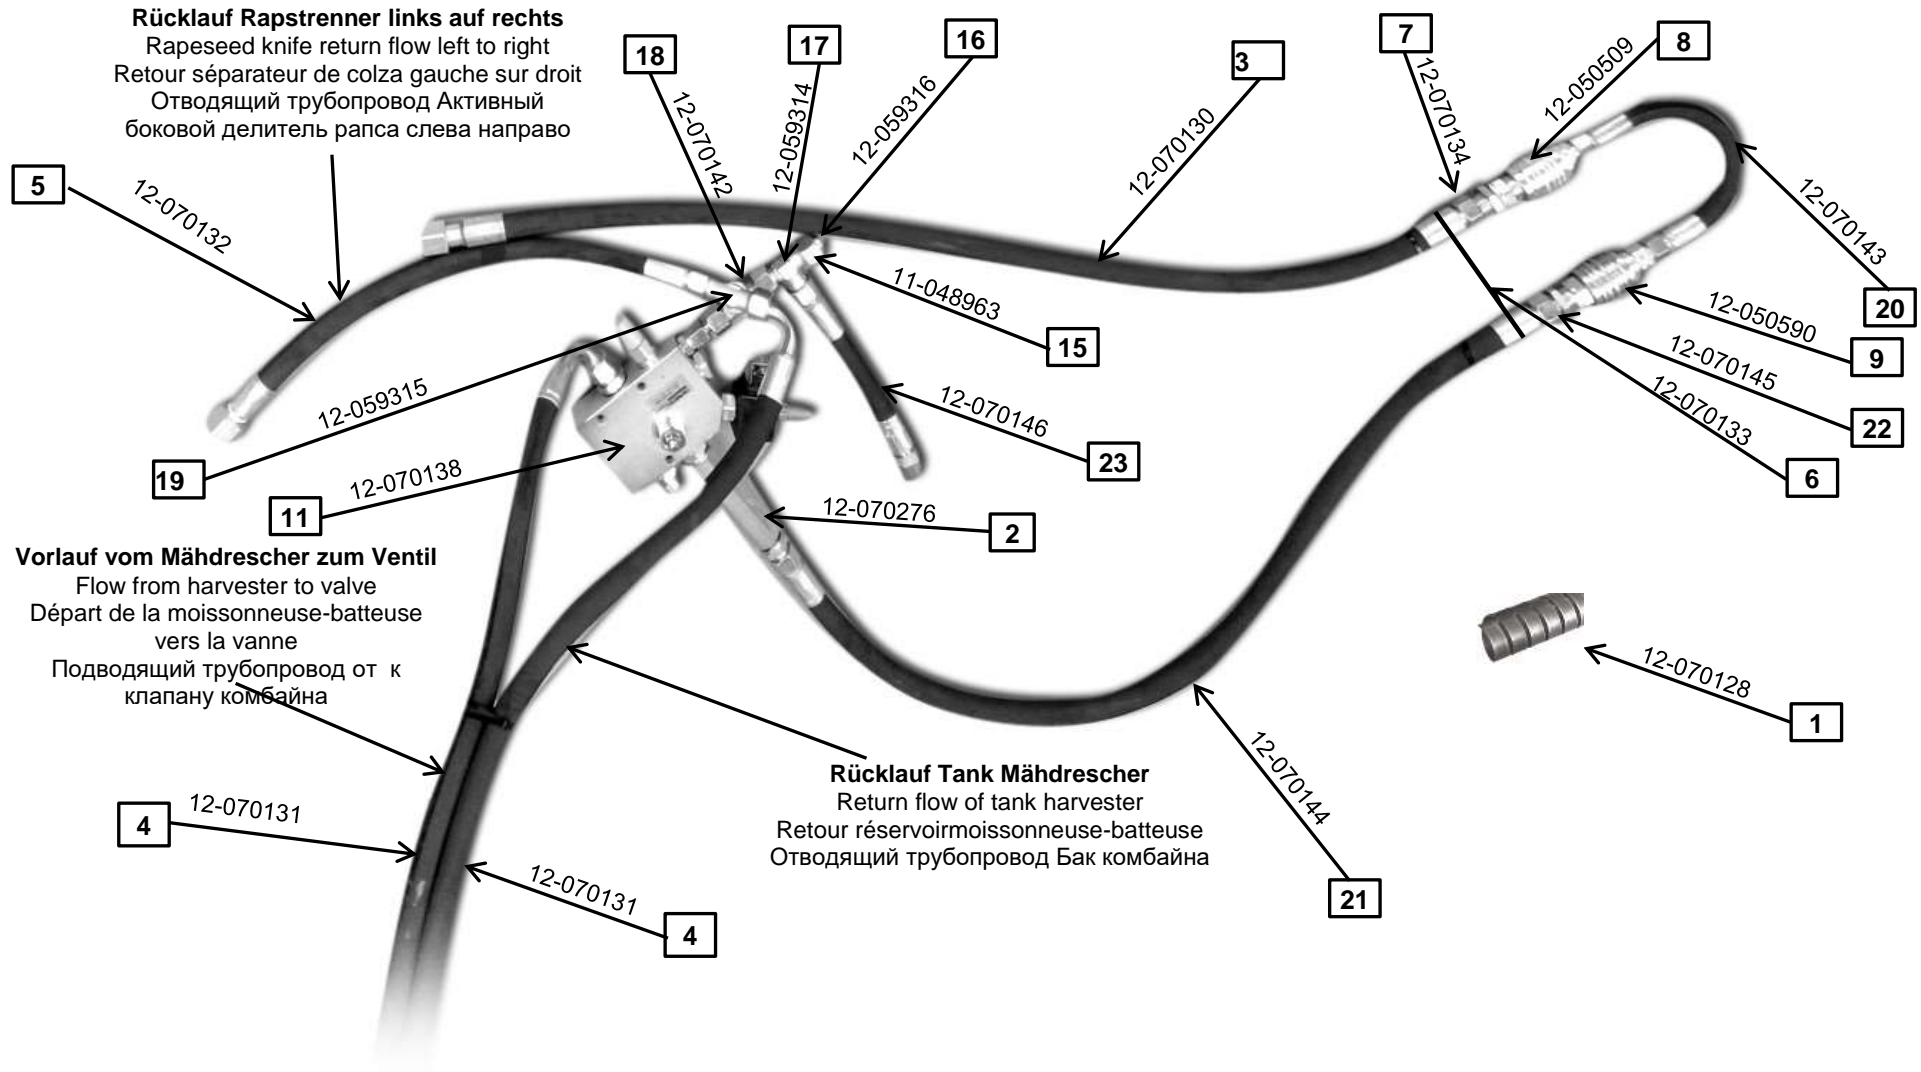 Rücklauf Rapstrenner links auf rechts
Rapeseed knife return flow left to right
Retour séparateur de colza gauche sur droit
Отводящий трубопровод Активный
боковой делитель рапса слева направо
5
12-070132
18
12-070142
17
12-059314
16
12-059316
3
12-070130
7
12-070134
8
12-050509
12-070143
20
12-050590
9
12-070145
22
12-070133
6
11-048963
15
12-070146
23
12-059315
19
12-070138
11
12-070276
2
Vorlauf vom Mähdrescher zum Ventil
Flow from harvester to valve
Départ de la moissonneuse-batteuse
vers la vanne
Подводящий трубопровод от к
клапану комбайна
12-070128
1
Rücklauf Tank Mähdrescher
Return flow of tank harvester
Retour réservoirmoissonneuse-batteuse
Отводящий трубопровод Бак комбайна
12-070144
21
4
12-070131
12-070131
4